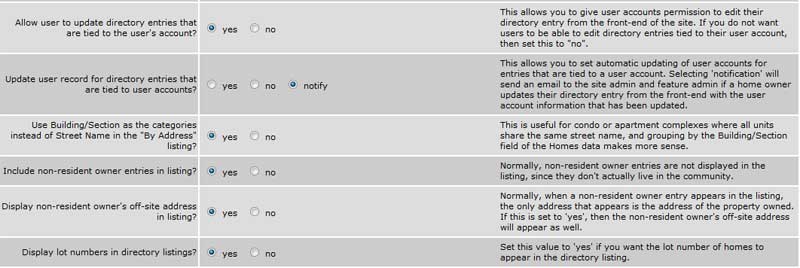 Allow user to update directory entries that
are tied to the user's account?
yes no
This allows you to give user accounts permission to edit their
directory entry from the front-end of the site. If you do not want
users to be able to edit directory entries tied to their user account,
then set this to "no".
Update user record for directory entries that
are tied to user accounts?
yes no notify
This allows you to set automatic updating of user accounts for
entries that are tied to a user account. Selecting 'notification' will
send an email to the site admin and feature admin if a home owner
updates their directory entry from the front-end with the user
account information that has been updated.
Use Building/Section as the categories
instead of Street Name in the "By Address"
listing?
yes no
This is useful for condo or apartment complexes where all units
share the same street name, and grouping by the Building/Section
field of the Homes data makes more sense.
Include non-resident owner entries in listing?
yes no
Normally, non-resident owner entries are not displayed in the
listing, since they don't actually live in the community.
Display non-resident owner's off-site address
in listing?
yes no
Normally, when a non-resident owner entry appears in the listing,
the only address that appears is the address of the property owned.
If this is set to 'yes', then the non-resident owner's off-site address
will appear as well.
Display lot numbers in directory listings?
yes no
Set this value to 'yes' if you want the lot number of homes to
appear in the directory listing.